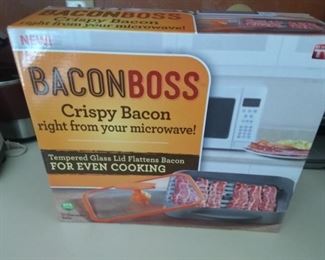 Crispy Bacon
right from your microwave!
NEW!
BACONBOSS
Crispy Bacon
right from your microwave!
Tempered Glass Lid Flattens Bacon
FOR EVEN COOKING